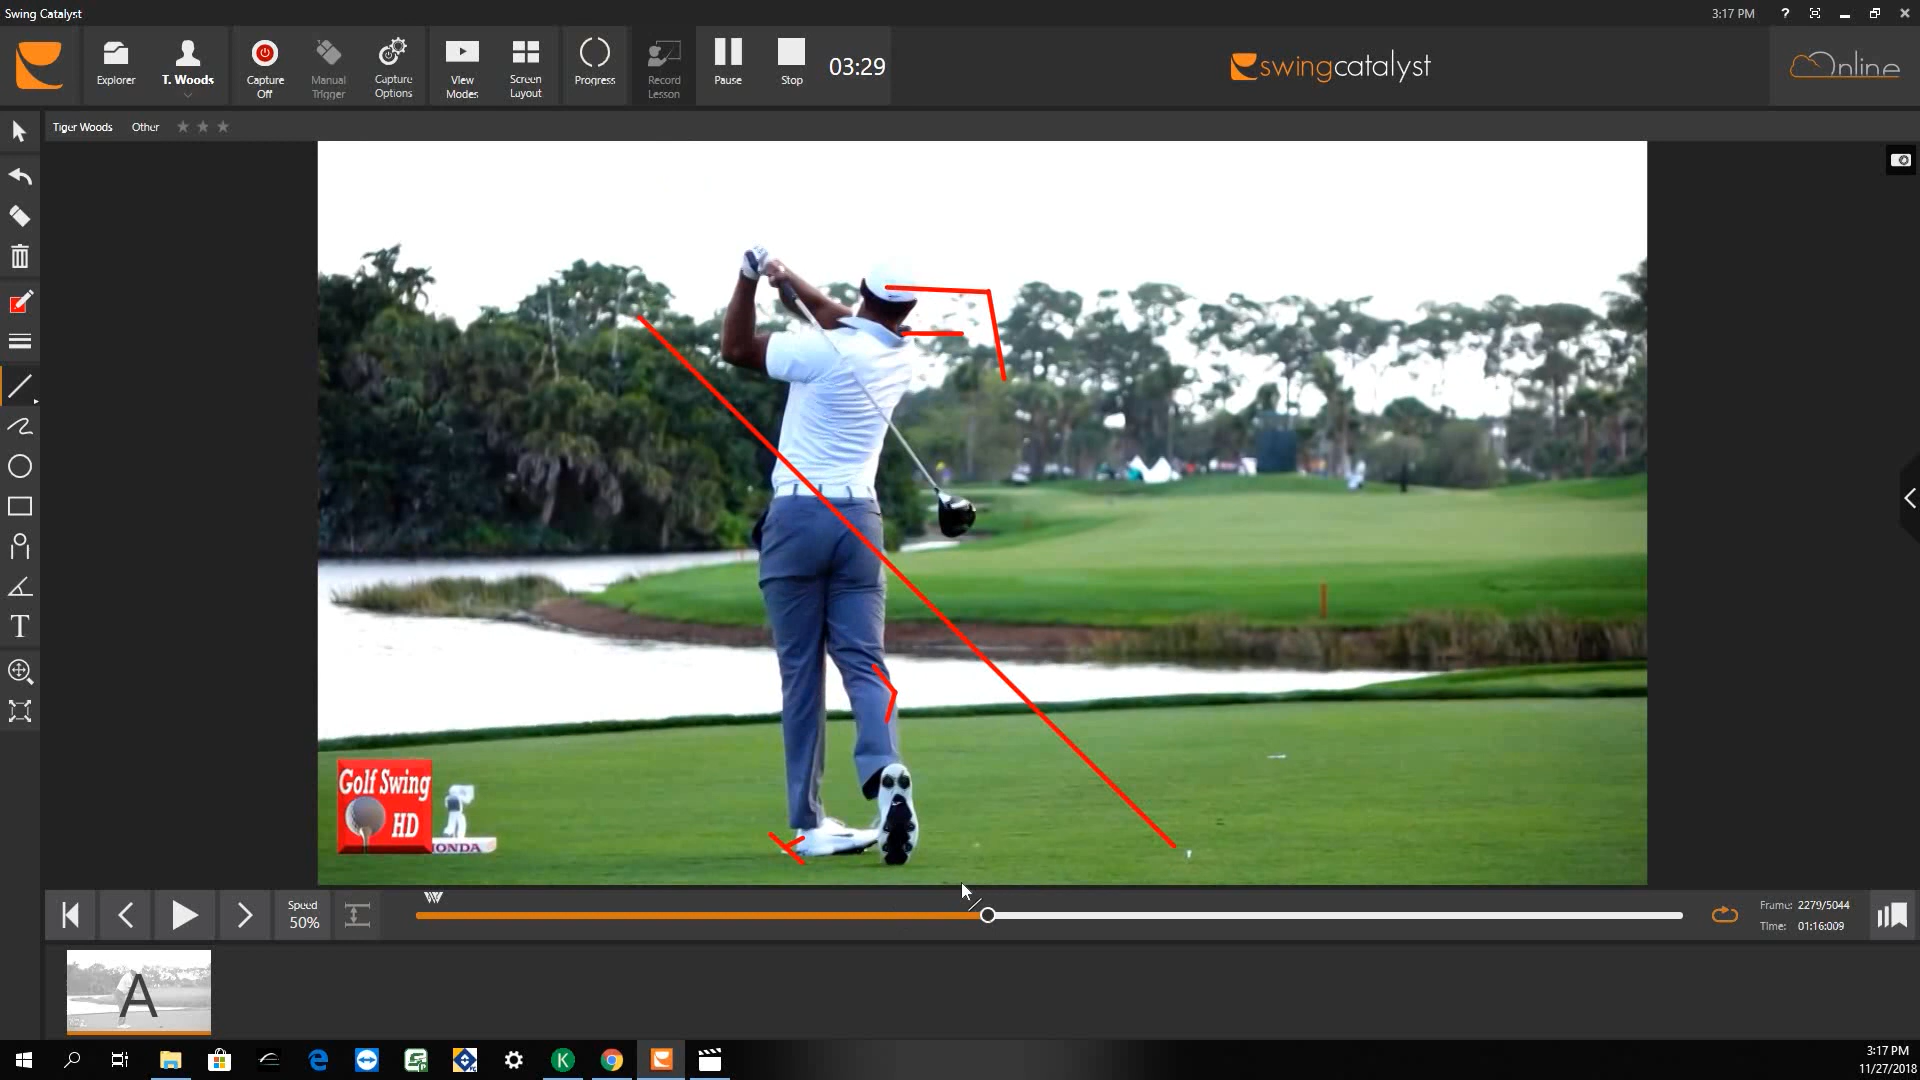 Swing Catalyst
3:17 PM
Explorer
T. Woods
Capture
Off
Manual
Trigger
Capture
Options
View
Modes
Screen
Layout
Progress
Record
Lesson
Pause
Stop
03:29
swingcatalyst
Online
Tiger Woods
Other
T
Golf Swing
HD
HONDA
Speed
50%
Frame: 2279/5044
Time: 01:16:009
A
3:17 PM
11/27/2018